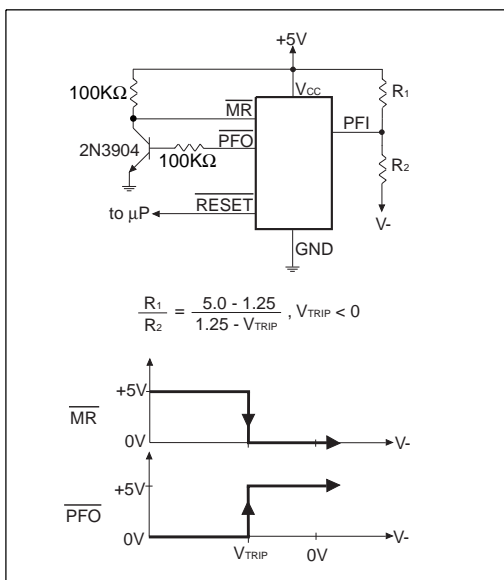 +5V
100KΩ
VCC
R1
MR
PFI
PFO
2N3904
100KΩ
R2
RESET
to µP
V-
GND
R1 / R2 = 5.0 - 1.25 / 1.25 - VTRIP , VTRIP < 0
+5V
MR
0V
V-
+5V
PFO
0V
V-
VTRIP
0V